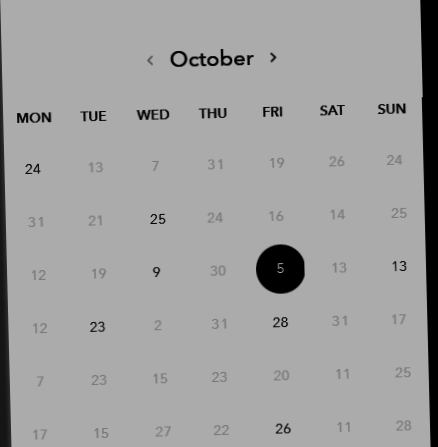 ‹ October ›
MON TUE WED THU FRI SAT SUN
24 13 7 31 19 26 24
31 21 25 24 16 14 25
12 19 9 30 5 13 13
12 23 2 31 28 31 17
7 23 15 23 20 11 25
17 15 27 22 26 11 28